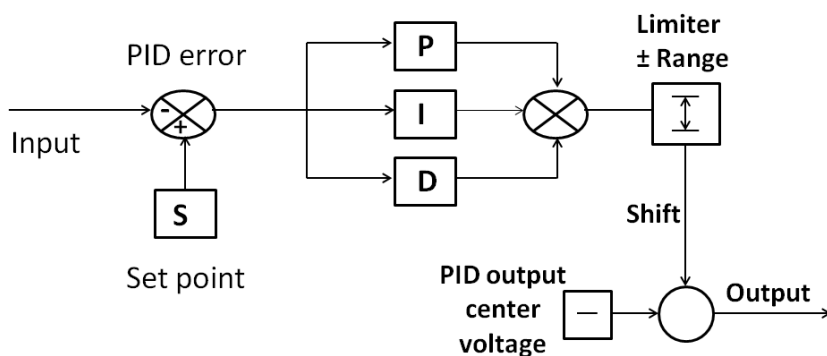 PID error
-
+
Input
S
Set point
P
I
D
Limiter
± Range
Shift
PID output
center
voltage
Output